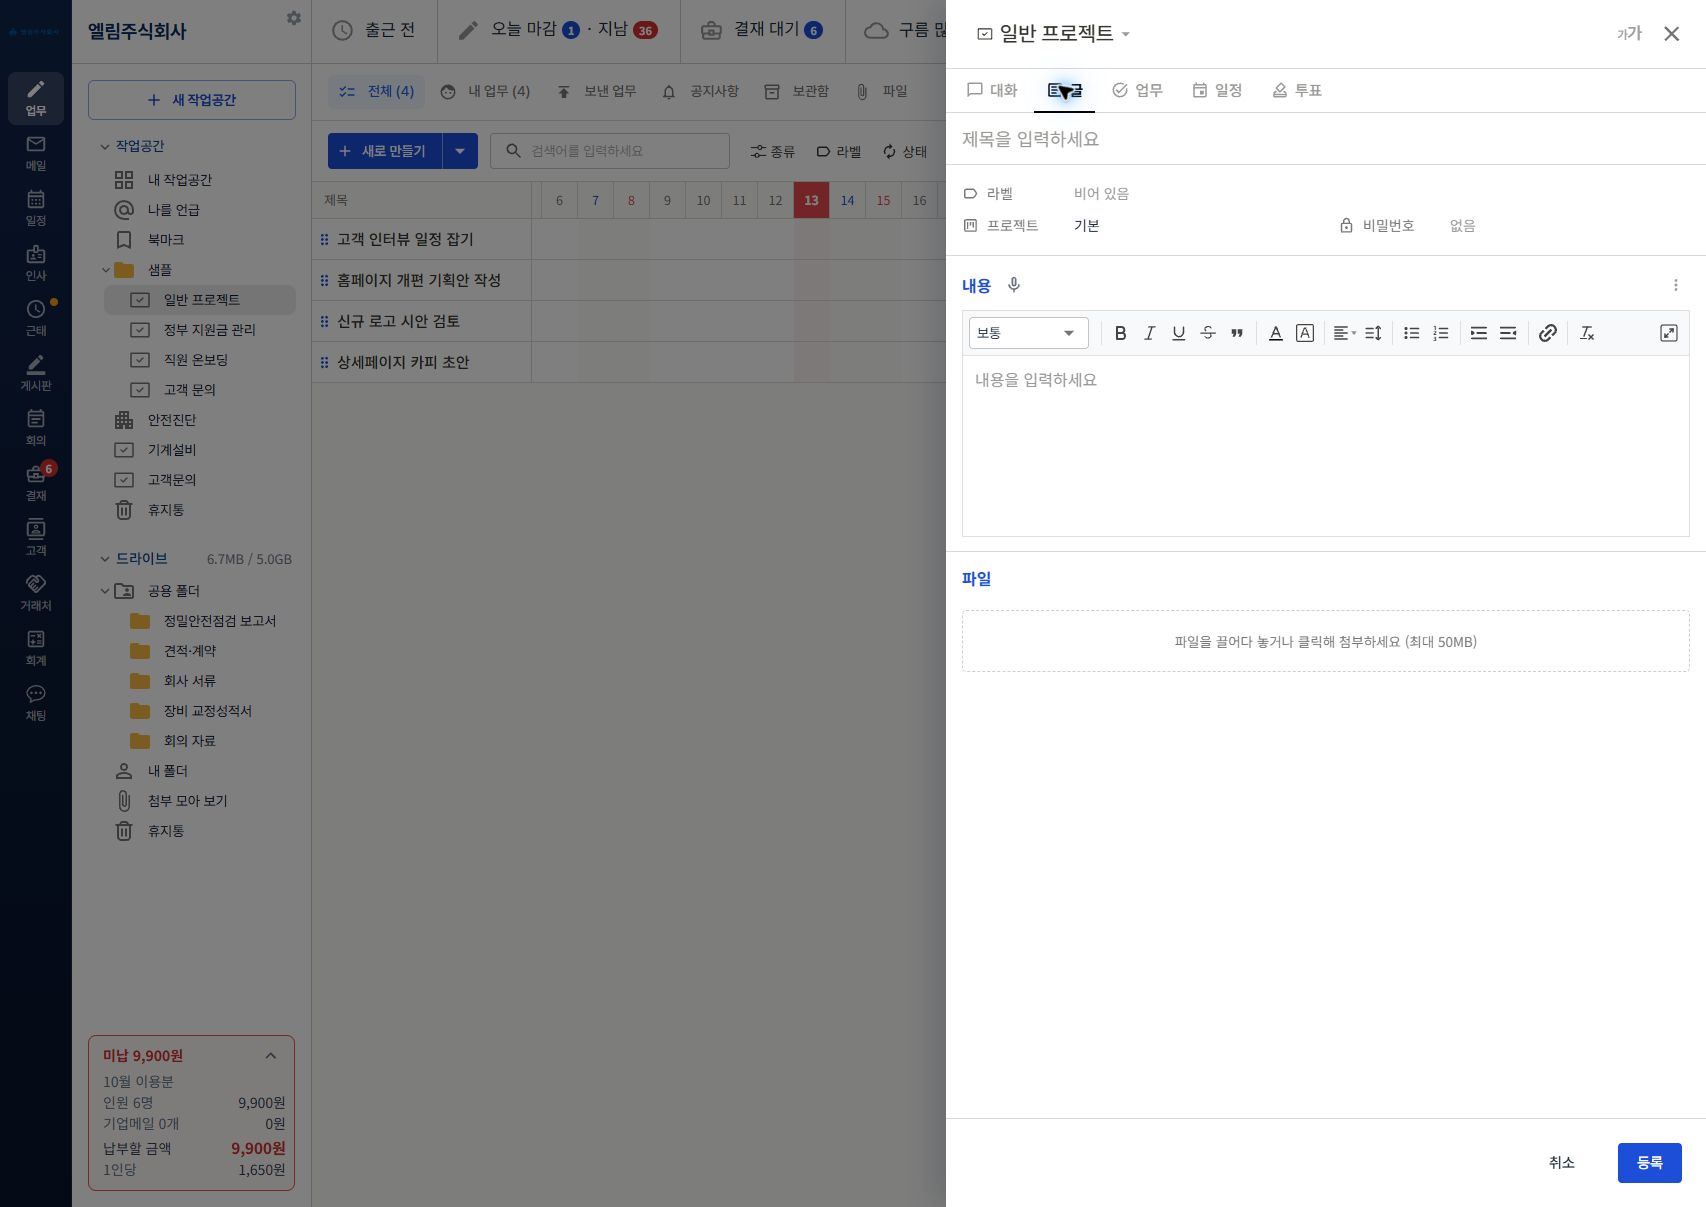 엘림주식회사
업무
메일
일정
인사
근태
게시판
회의
6
결재
고객
거래처
회계
채팅
엘림주식회사
새 작업공간
작업공간
내 작업공간
나를 언급
북마크
샘플
일반 프로젝트
정부 지원금 관리
직원 온보딩
고객 문의
안전진단
기계설비
고객문의
휴지통
드라이브 6.7MB / 5.0GB
공용 폴더
정밀안전점검 보고서
견적·계약
회사 서류
장비 교정성적서
회의 자료
내 폴더
첨부 모아 보기
휴지통
미납 9,900원
10월 이용분
인원 6명 9,900원
기업메일 0개 0원
납부할 금액 9,900원
1인당 1,650원
출근 전
오늘 마감 1 · 지남 36
결재 대기 6
구름 많
전체 (4)
내 업무 (4)
보낸 업무
공지사항
보관함
파일
새로 만들기
검색어를 입력하세요
종류
라벨
상태
제목 6 7 8 9 10 11 12 13 14 15 16
고객 인터뷰 일정 잡기
홈페이지 개편 기획안 작성
신규 로고 시안 검토
상세페이지 카피 초안
일반 프로젝트
가가
대화
글
업무
일정
투표
제목을 입력하세요
라벨 비어 있음
프로젝트 기본 비밀번호 없음
내용
보통
내용을 입력하세요
파일
파일을 끌어다 놓거나 클릭해 첨부하세요 (최대 50MB)
취소
등록